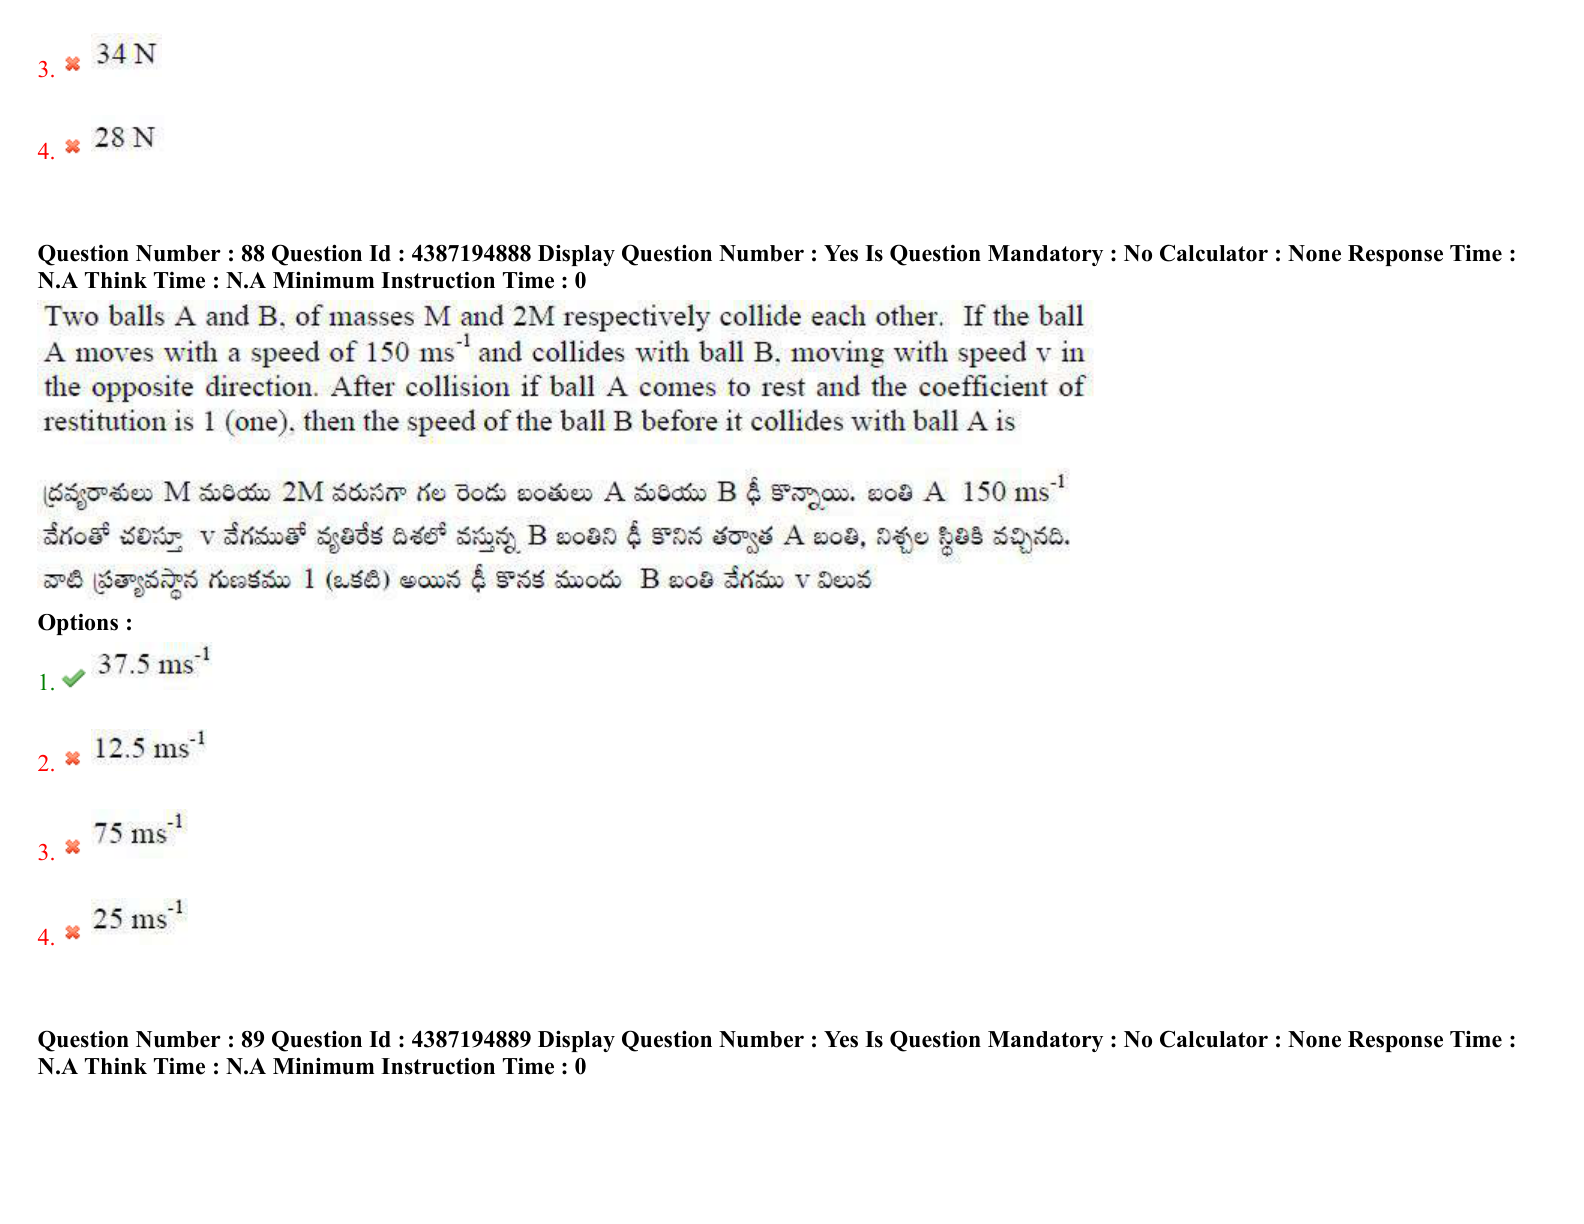 3. 34 N
4. 28 N
Question Number : 88 Question Id : 4387194888 Display Question Number : Yes Is Question Mandatory : No Calculator : None Response Time :
N.A Think Time : N.A Minimum Instruction Time : 0
Two balls A and B, of masses M and 2M respectively collide each other. If the ball
A moves with a speed of 150 ms⁻¹ and collides with ball B, moving with speed v in
the opposite direction. After collision if ball A comes to rest and the coefficient of
restitution is 1 (one), then the speed of the ball B before it collides with ball A is
ద్రవ్యరాశులు M మరియు 2M వరుసగా గల రెండు బంతులు A మరియు B ఢీ కొన్నాయి. బంతి A 150 ms⁻¹
వేగంతో చలిస్తూ v వేగముతో వ్యతిరేక దిశలో వస్తున్న B బంతిని ఢీ కొనిన తర్వాత A బంతి, నిశ్చల స్థితికి వచ్చినది.
వాటి ప్రత్యావస్థాన గుణకము 1 (ఒకటి) అయిన ఢీ కొనక ముందు B బంతి వేగము v విలువ
Options :
1. 37.5 ms⁻¹
2. 12.5 ms⁻¹
3. 75 ms⁻¹
4. 25 ms⁻¹
Question Number : 89 Question Id : 4387194889 Display Question Number : Yes Is Question Mandatory : No Calculator : None Response Time :
N.A Think Time : N.A Minimum Instruction Time : 0